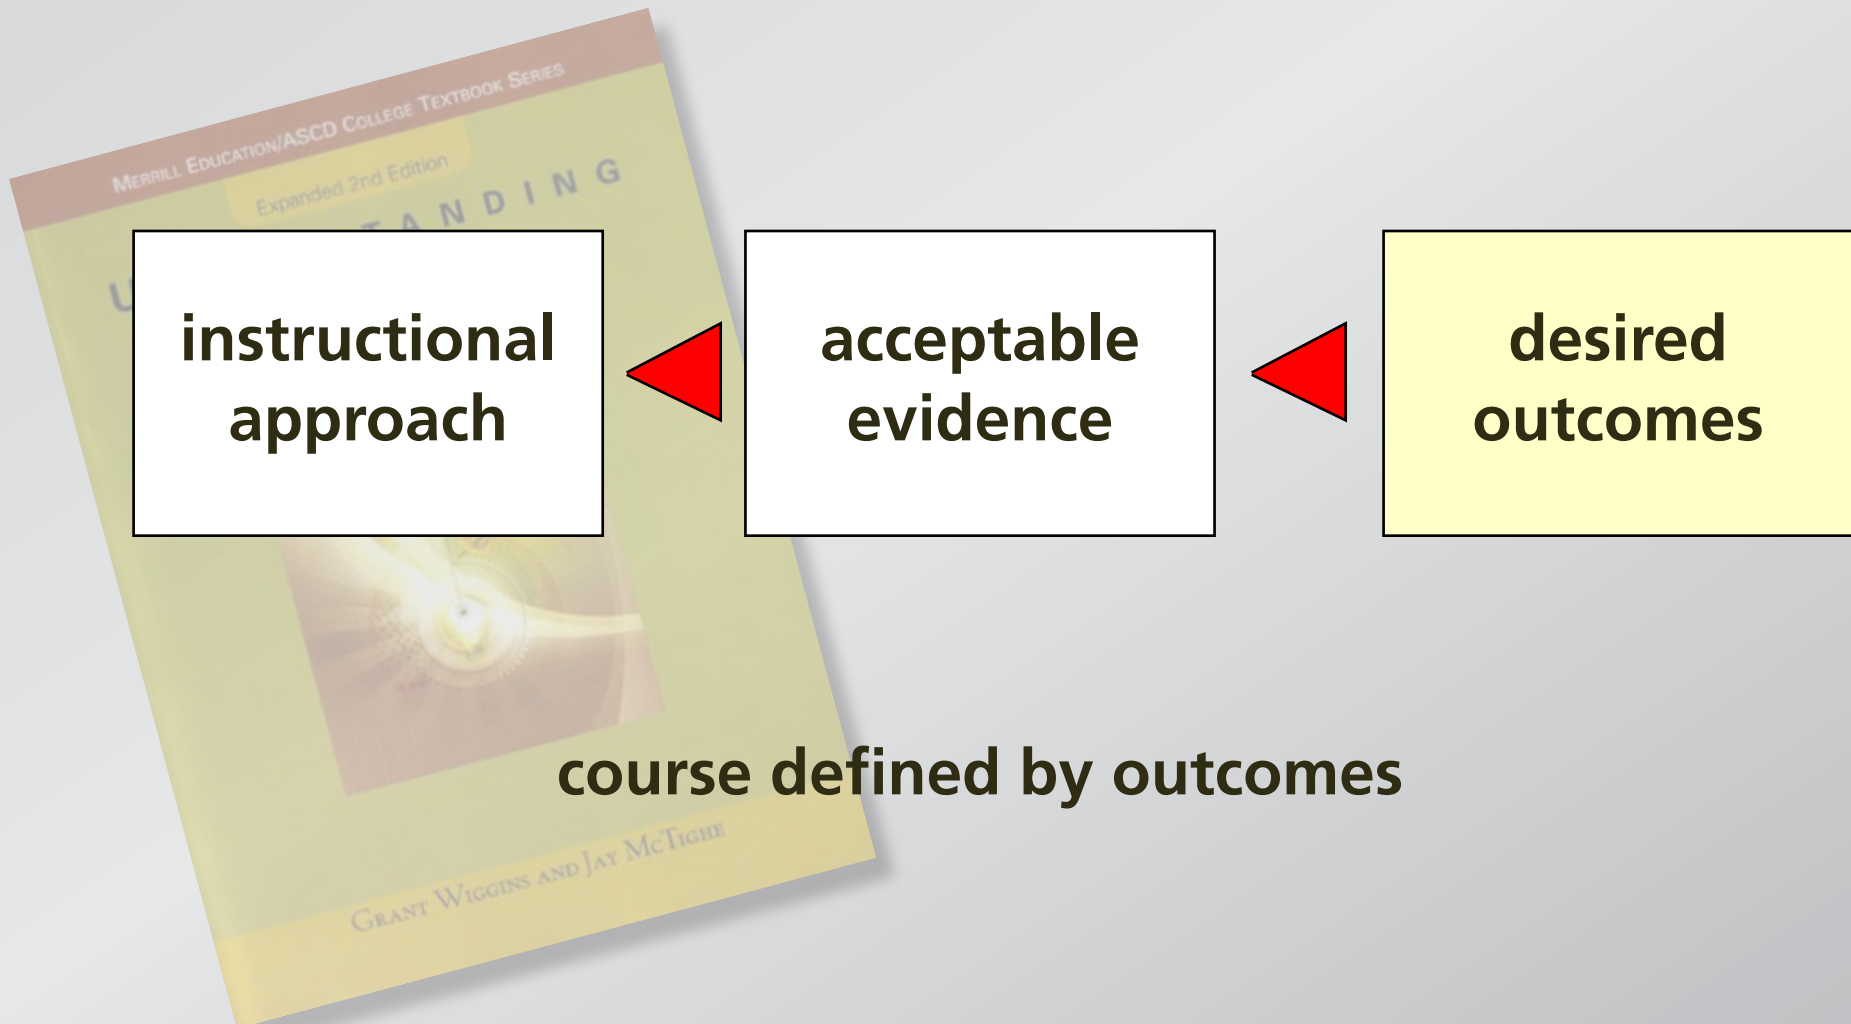 MERRILL EDUCATION/ASCD COLLEGE TEXTBOOK SERIES
Expanded 2nd Edition
TANDING
U
instructional
approach
acceptable
evidence
desired
outcomes
course defined by outcomes
GRANT WIGGINS AND JAY MCTIGHE